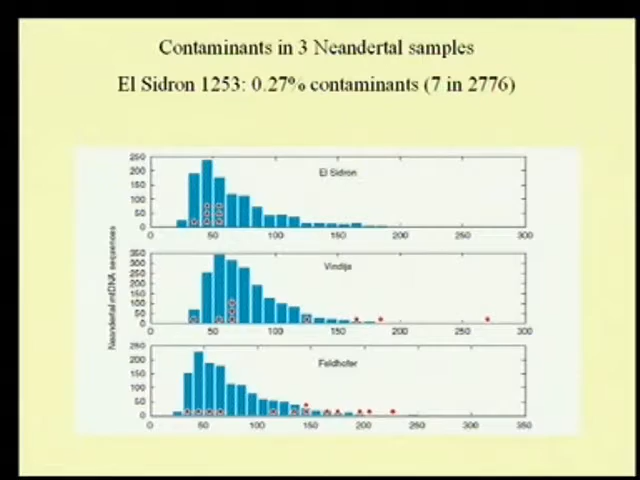 Contaminants in 3 Neandertal samples
El Sidron 1253: 0.27% contaminants (7 in 2776)
Neandertal mtDNA sequences
250
200
150
100
50
0
El Sidron
0 50 100 150 200 250 300
350
300
250
200
150
100
50
0
Vindija
0 50 100 150 200 250 300
250
200
150
100
50
0
Feldhofer
0 50 100 150 200 250 300 350